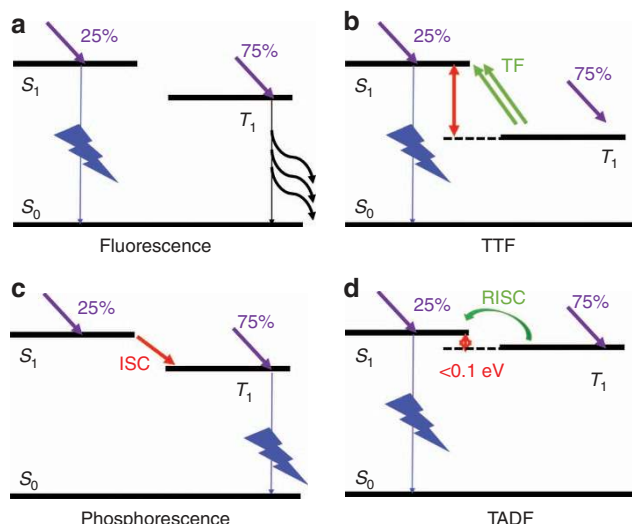 a
25%
75%
S1
T1
S0
Fluorescence
b
25%
TF
75%
S1
T1
S0
TTF
c
25%
75%
S1
ISC
T1
S0
Phosphorescence
d
25%
RISC
75%
S1
<0.1 eV
T1
S0
TADF